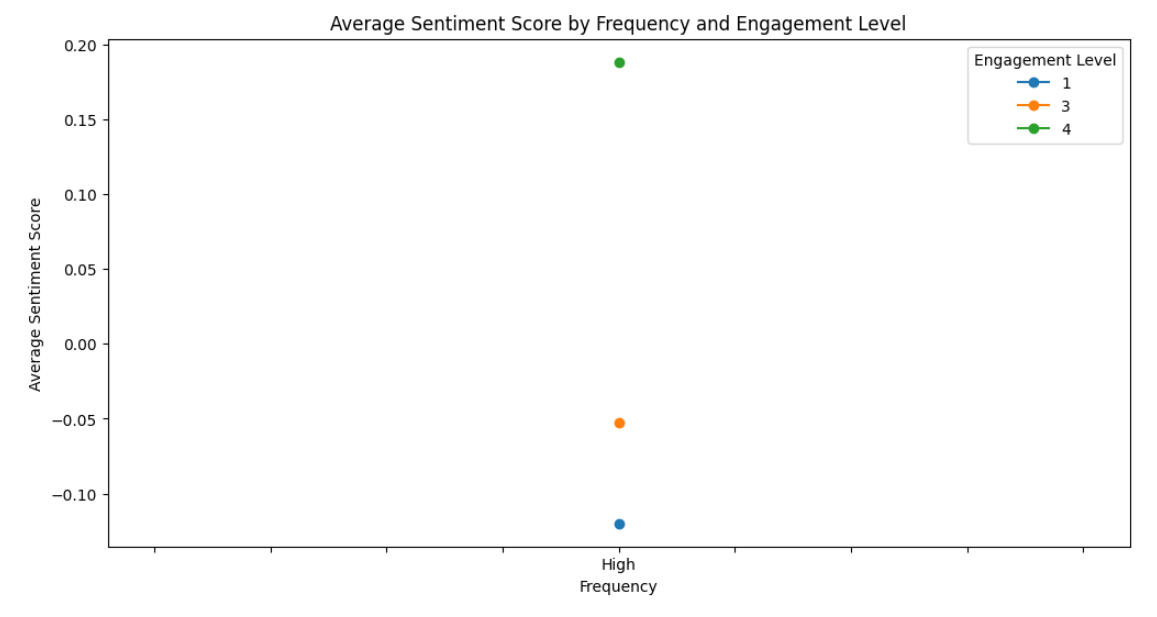 Average Sentiment Score by Frequency and Engagement Level
Average Sentiment Score
0.20
0.15
0.10
0.05
0.00
−0.05
−0.10
Engagement Level
1
3
4
High
Frequency